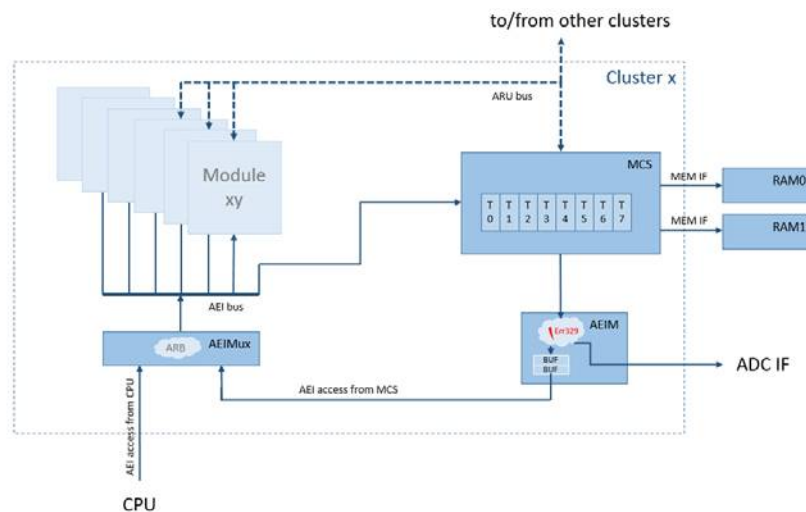 to/from other clusters
Cluster x
ARU bus
Module
xy
MCS
T T T T T T T T
0 1 2 3 4 5 6 7
MEM IF
RAM0
MEM IF
RAM1
AEI bus
AEIMux
ARB
AEIM
Err329
BUF
BUF
ADC IF
AEI access from MCS
AEI access from CPU
CPU